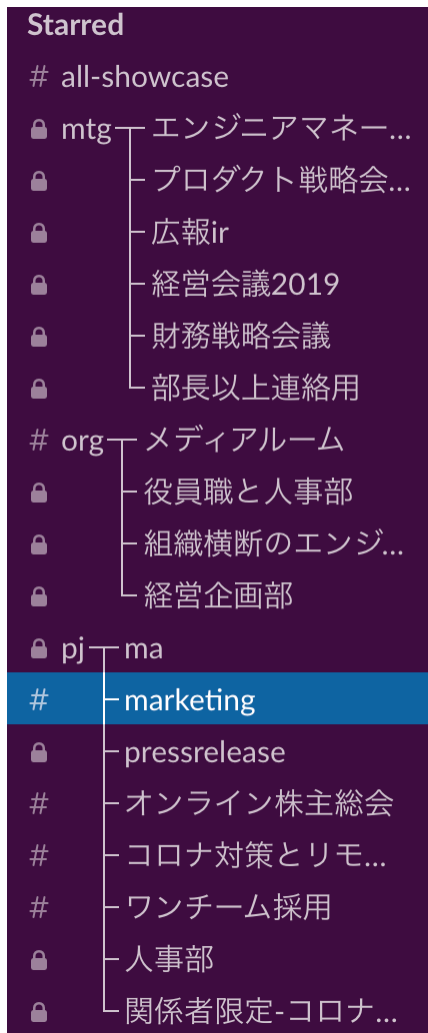 Starred
# all-showcase
mtg エンジニアマネー...
プロダクト戦略会...
広報ir
経営会議2019
財務戦略会議
部長以上連絡用
# org メディアルーム
役員職と人事部
組織横断のエンジ...
経営企画部
pj ma
# marketing
pressrelease
# オンライン株主総会
# コロナ対策とリモ...
# ワンチーム採用
人事部
関係者限定-コロナ...